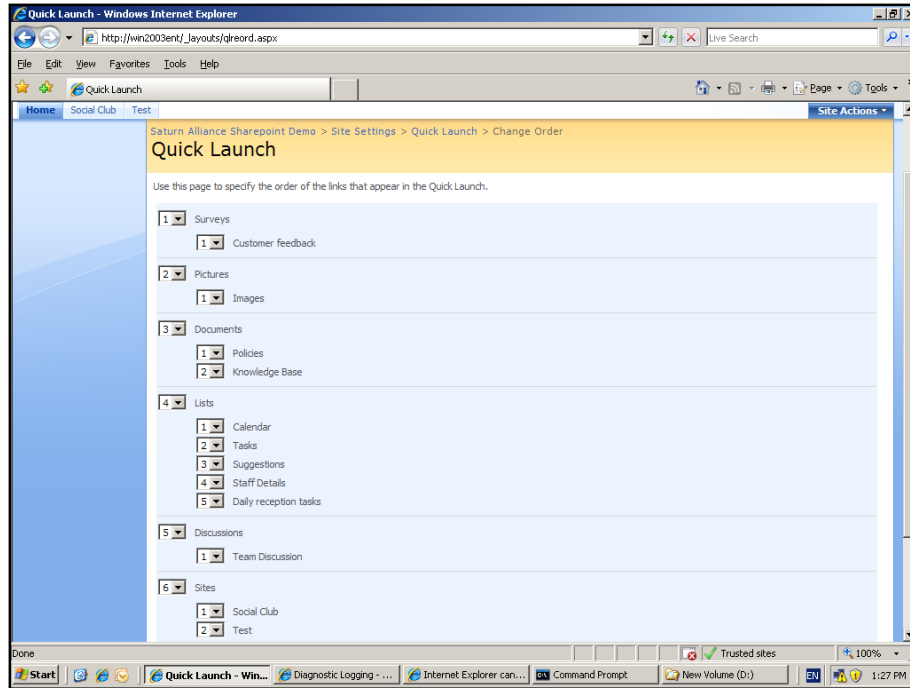 Quick Launch - Windows Internet Explorer
http://win2003ent/_layouts/qlreord.aspx
Live Search
File Edit View Favorites Tools Help
Quick Launch
Page Tools
Home Social Club Test Site Actions
Saturn Alliance Sharepoint Demo > Site Settings > Quick Launch > Change Order
Quick Launch
Use this page to specify the order of the links that appear in the Quick Launch.
1 Surveys
1 Customer feedback
2 Pictures
1 Images
3 Documents
1 Policies
2 Knowledge Base
4 Lists
1 Calendar
2 Tasks
3 Suggestions
4 Staff Details
5 Daily reception tasks
5 Discussions
1 Team Discussion
6 Sites
1 Social Club
2 Test
Done Trusted sites 100%
Start Quick Launch - Win... Diagnostic Logging - ... Internet Explorer can... Command Prompt New Volume (D:) EN 1:27 PM